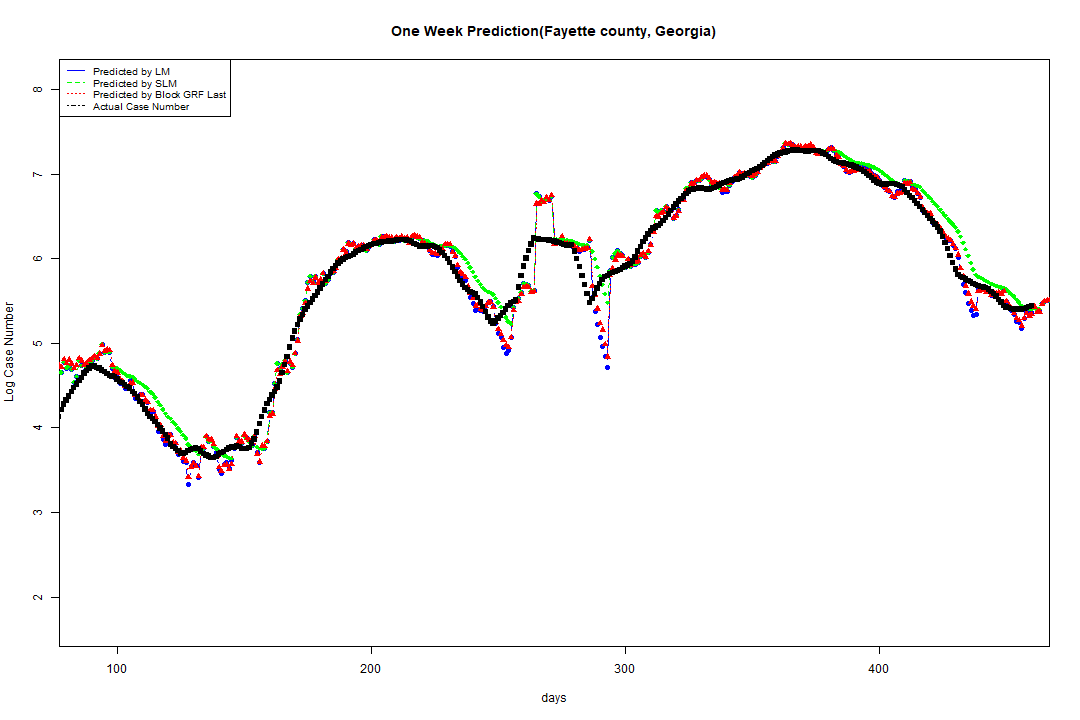 One Week Prediction(Fayette county, Georgia)
Predicted by LM
Predicted by SLM
Predicted by Block GRF Last
Actual Case Number
8
7
6
5
4
3
2
Log Case Number
100 200 300 400
days